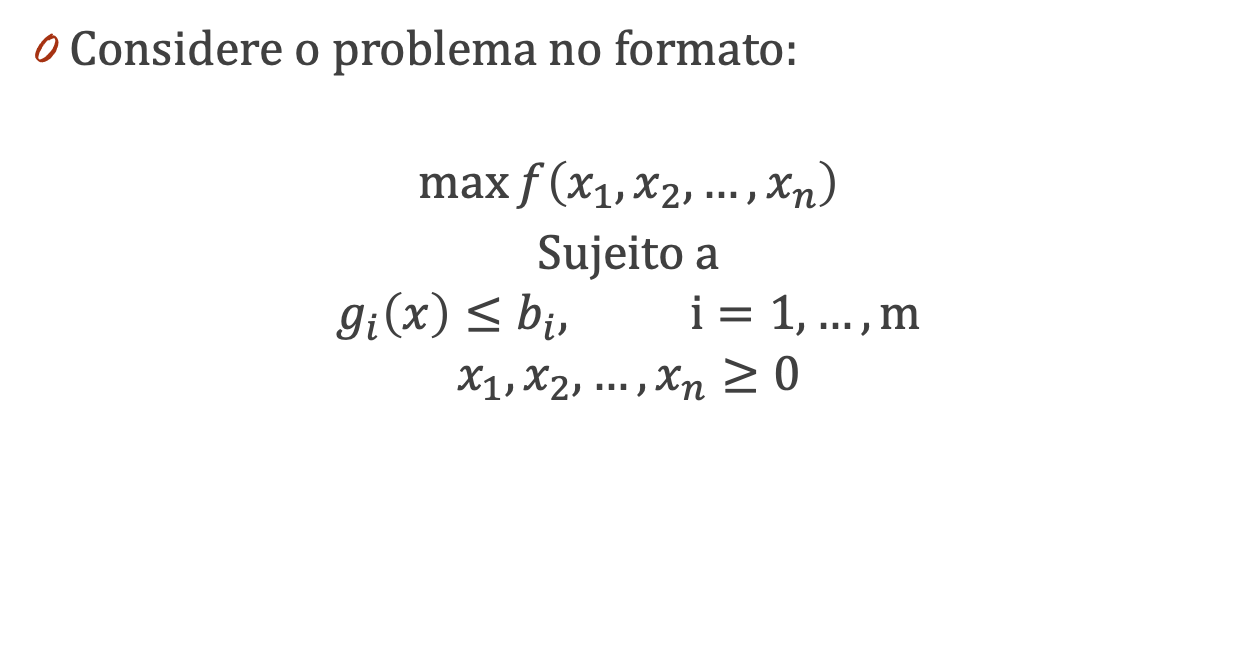 Considere o problema no formato:
max f(x₁, x₂, … , xₙ)
Sujeito a
gᵢ(x) ≤ bᵢ, i = 1, … , m
x₁, x₂, … , xₙ ≥ 0